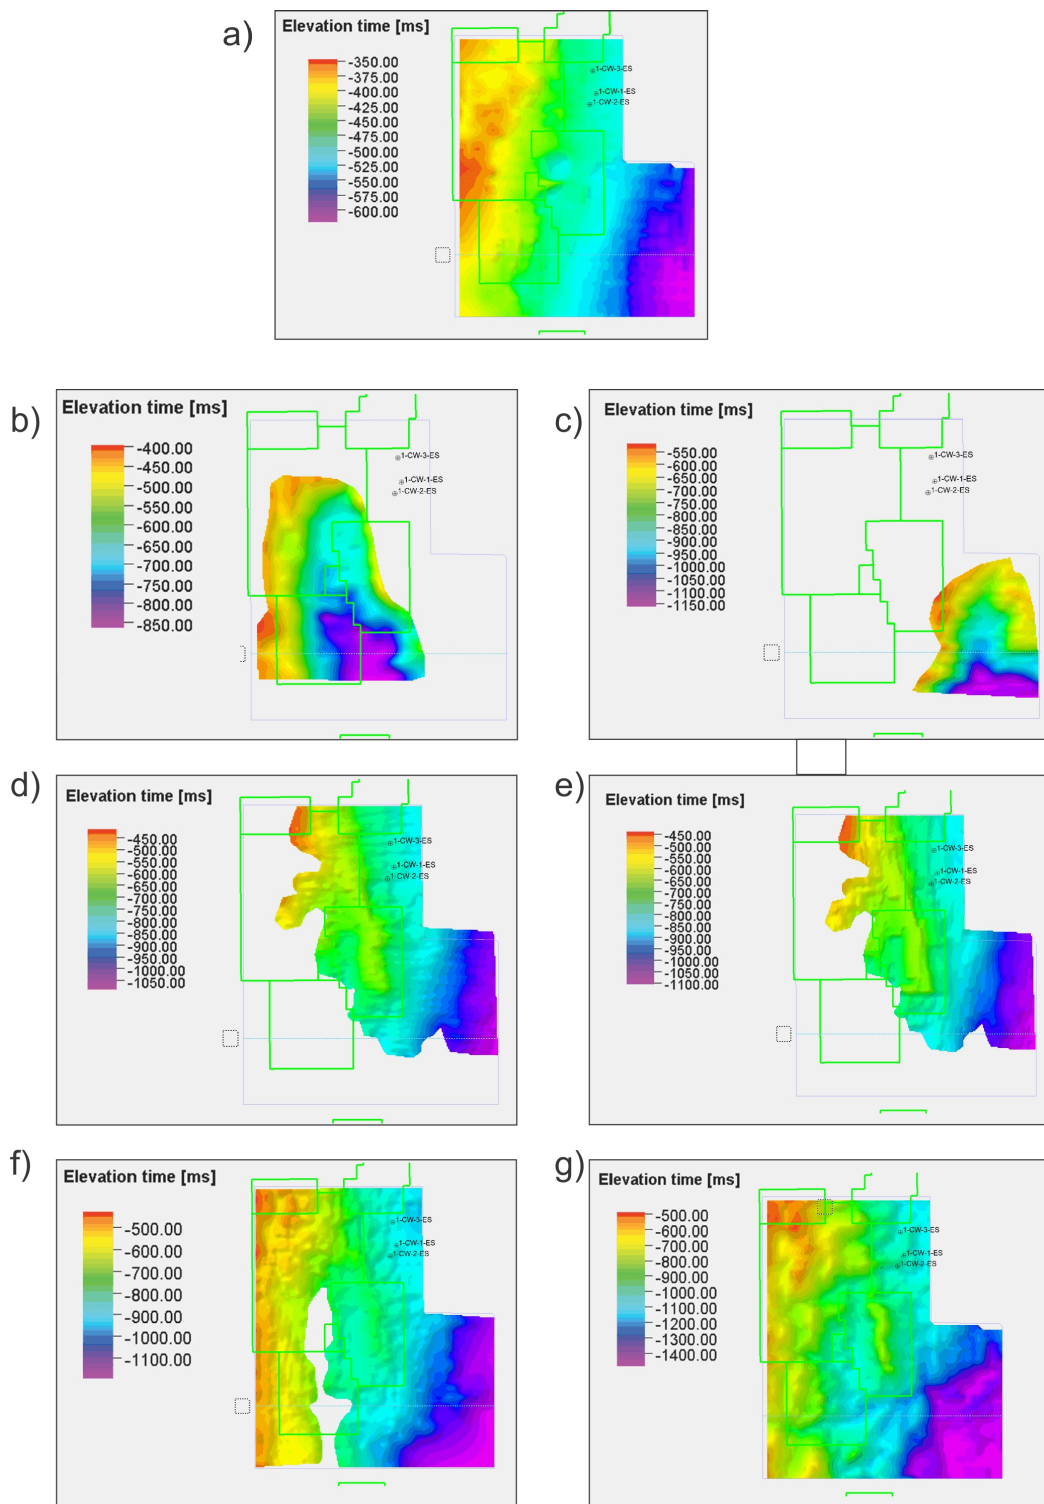 a)
Elevation time [ms]
-350.00
-375.00
-400.00
-425.00
-450.00
-475.00
-500.00
-525.00
-550.00
-575.00
-600.00
1-CW-3-ES
1-CW-1-ES
1-CW-2-ES
b)
Elevation time [ms]
-400.00
-450.00
-500.00
-550.00
-600.00
-650.00
-700.00
-750.00
-800.00
-850.00
1-CW-3-ES
1-CW-1-ES
1-CW-2-ES
c)
Elevation time [ms]
-550.00
-600.00
-650.00
-700.00
-750.00
-800.00
-850.00
-900.00
-950.00
-1000.00
-1050.00
-1100.00
-1150.00
1-CW-3-ES
1-CW-1-ES
1-CW-2-ES
d)
Elevation time [ms]
-450.00
-500.00
-550.00
-600.00
-650.00
-700.00
-750.00
-800.00
-850.00
-900.00
-950.00
-1000.00
-1050.00
1-CW-3-ES
1-CW-1-ES
1-CW-2-ES
e)
Elevation time [ms]
-450.00
-500.00
-550.00
-600.00
-650.00
-700.00
-750.00
-800.00
-850.00
-900.00
-950.00
-1000.00
-1050.00
-1100.00
1-CW-3-ES
1-CW-1-ES
1-CW-2-ES
f)
Elevation time [ms]
-500.00
-600.00
-700.00
-800.00
-900.00
-1000.00
-1100.00
1-CW-3-ES
1-CW-1-ES
1-CW-2-ES
g)
Elevation time [ms]
-500.00
-600.00
-700.00
-800.00
-900.00
-1000.00
-1100.00
-1200.00
-1300.00
-1400.00
1-CW-3-ES
1-CW-1-ES
1-CW-2-ES